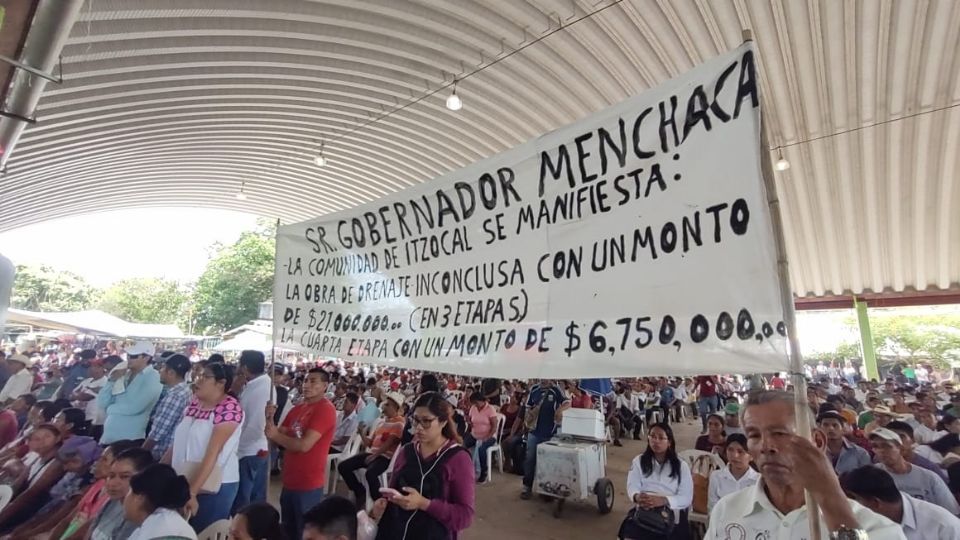 SR. GOBERNADOR MENCHACA
-LA COMUNIDAD DE ITZOCAL SE MANIFIESTA:
LA OBRA DE DRENAJE INCONCLUSA CON UN MONTO
DE $21,000.000.00 (EN 3 ETAPAS)
LA CUARTA ETAPA CON UN MONTO DE $6,750,000,00